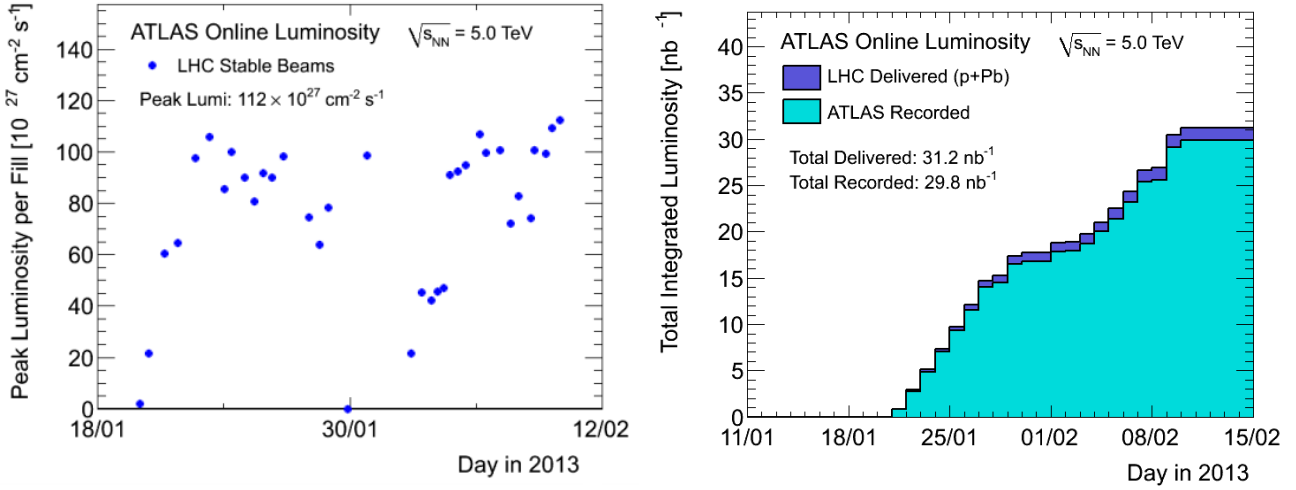 ATLAS Online Luminosity √s_NN = 5.0 TeV
LHC Stable Beams
Peak Lumi: 112 × 10^27 cm^-2 s^-1
Peak Luminosity per Fill [10^27 cm^-2 s^-1]
140
120
100
80
60
40
20
0
18/01 30/01 12/02
Day in 2013
ATLAS Online Luminosity √s_NN = 5.0 TeV
LHC Delivered (p+Pb)
ATLAS Recorded
Total Delivered: 31.2 nb^-1
Total Recorded: 29.8 nb^-1
Total Integrated Luminosity [nb^-1]
40
35
30
25
20
15
10
5
0
11/01 18/01 25/01 01/02 08/02 15/02
Day in 2013